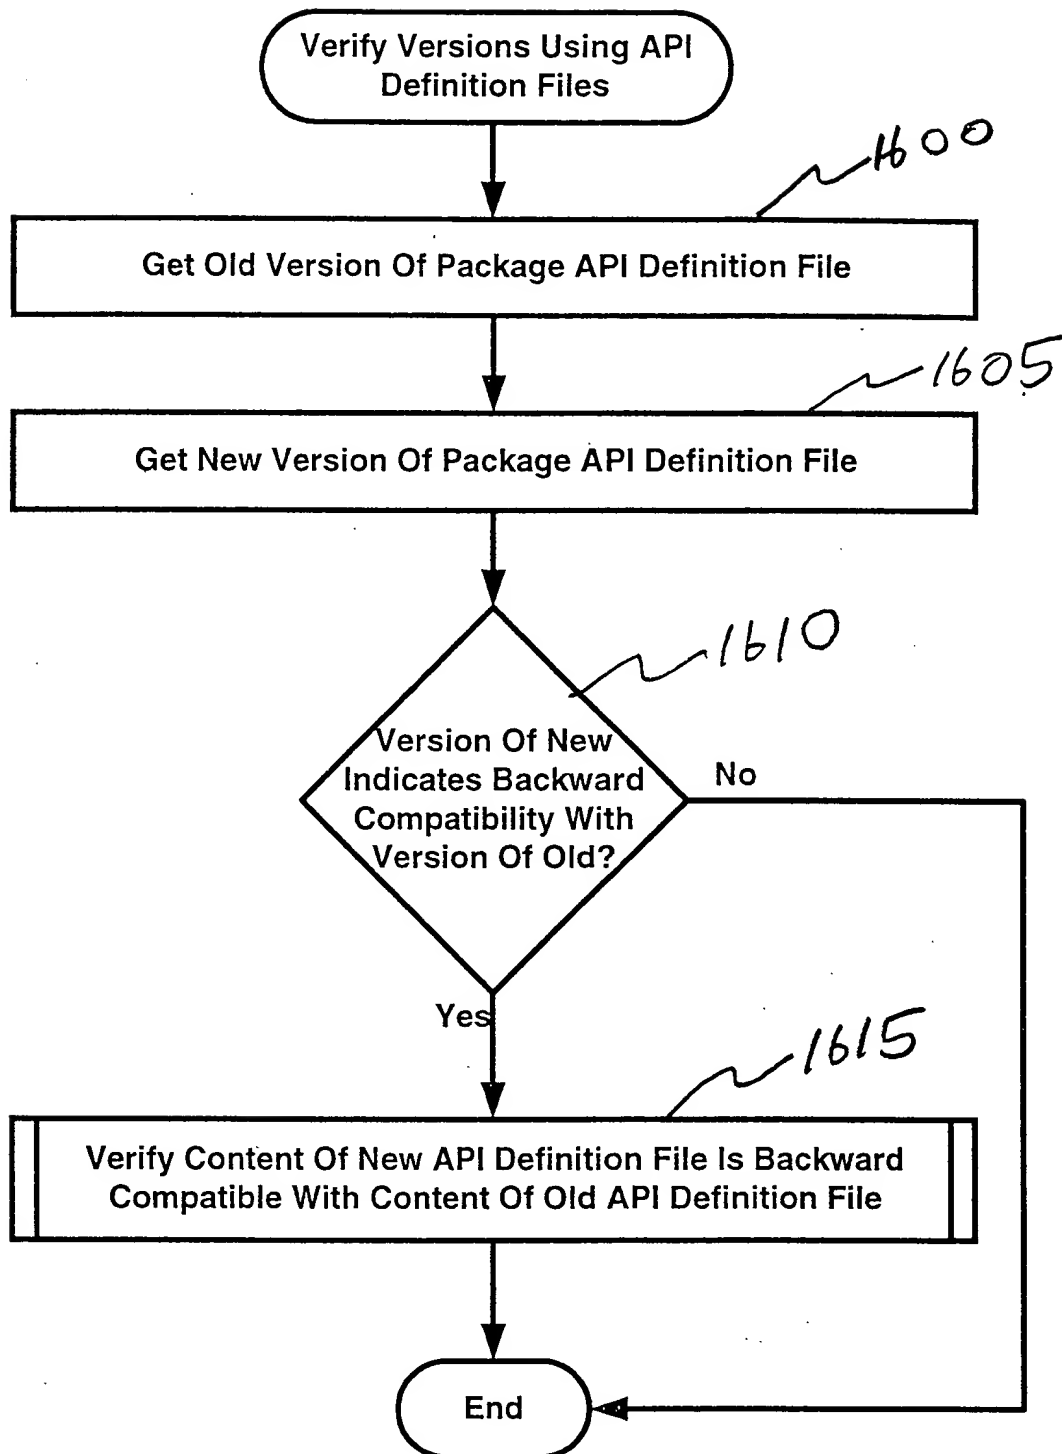 Verify Versions Using API
Definition Files
1600
Get Old Version Of Package API Definition File
1605
Get New Version Of Package API Definition File
1610
Version Of New
Indicates Backward
Compatibility With
Version Of Old?
No
Yes
1615
Verify Content Of New API Definition File Is Backward
Compatible With Content Of Old API Definition File
End